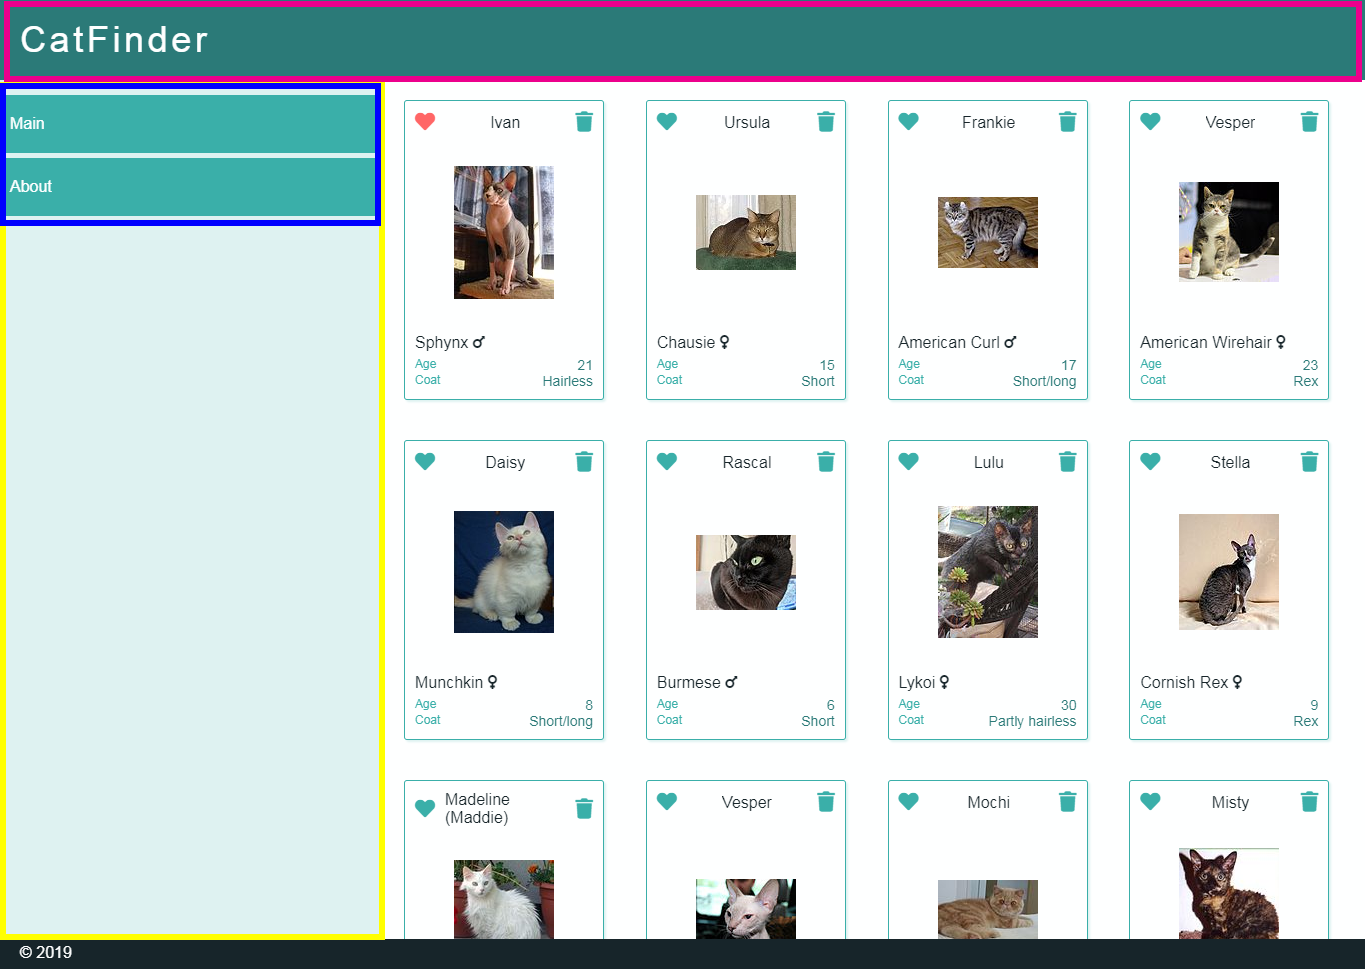 CatFinder
Main
About
Ivan
Sphynx ♂
Age 21
Coat Hairless
Ursula
Chausie ♀
Age 15
Coat Short
Frankie
American Curl ♂
Age 17
Coat Short/long
Vesper
American Wirehair ♀
Age 23
Coat Rex
Daisy
Munchkin ♀
Age 8
Coat Short/long
Rascal
Burmese ♂
Age 6
Coat Short
Lulu
Lykoi ♀
Age 30
Coat Partly hairless
Stella
Cornish Rex ♀
Age 9
Coat Rex
Madeline
(Maddie)
Vesper
Mochi
Misty
© 2019